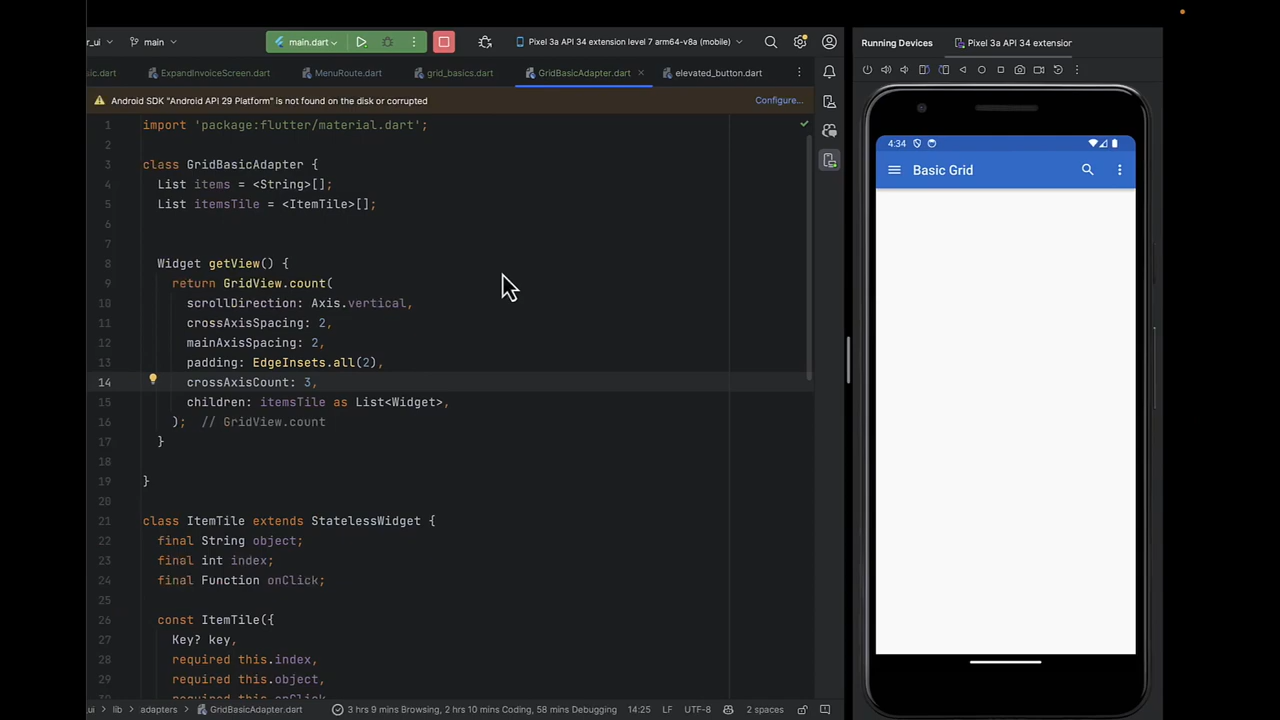 r_ui main main.dart Pixel 3a API 34 extension level 7 arm64-v8a (mobile) Running Devices Pixel 3a API 34 extensior
sic.dart ExpandInvoiceScreen.dart MenuRoute.dart grid_basics.dart GridBasicAdapter.dart elevated_button.dart
Android SDK "Android API 29 Platform" is not found on the disk or corrupted Configure...
1 import 'package:flutter/material.dart';
2
3 class GridBasicAdapter {
4 List items = <String>[];
5 List itemsTile = <ItemTile>[];
6
7
8 Widget getView() {
9 return GridView.count(
10 scrollDirection: Axis.vertical,
11 crossAxisSpacing: 2,
12 mainAxisSpacing: 2,
13 padding: EdgeInsets.all(2),
14 crossAxisCount: 3,
15 children: itemsTile as List<Widget>,
16 ); // GridView.count
17 }
18
19 }
20
21 class ItemTile extends StatelessWidget {
22 final String object;
23 final int index;
24 final Function onClick;
25
26 const ItemTile({
27 Key? key,
28 required this.index,
29 required this.object,
30 required this.onClick
_ui lib adapters GridBasicAdapter.dart 3 hrs 9 mins Browsing, 2 hrs 10 mins Coding, 58 mins Debugging 14:25 LF UTF-8 2 spaces
4:34
Basic Grid